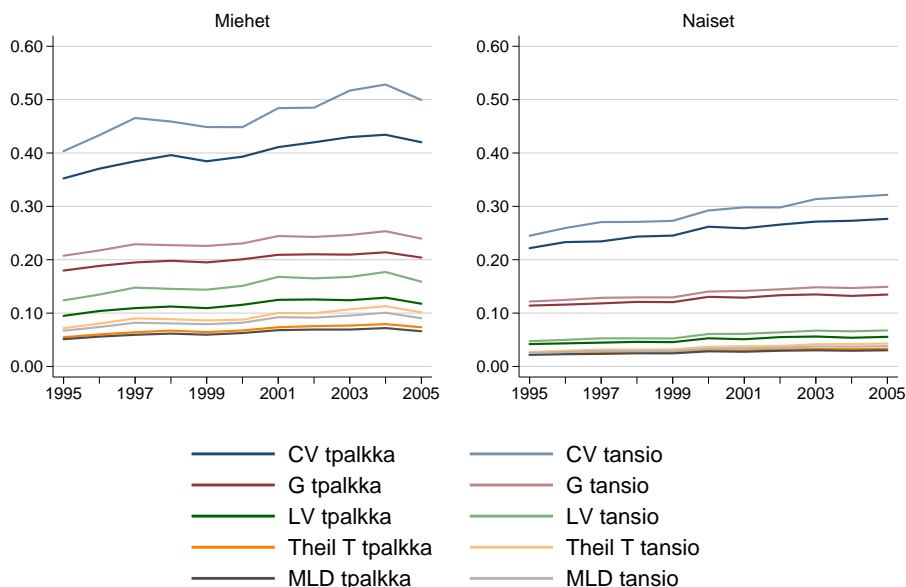 Miehet
0.60
0.50
0.40
0.30
0.20
0.10
0.00
1995 1997 1999 2001 2003 2005
Naiset
0.60
0.50
0.40
0.30
0.20
0.10
0.00
1995 1997 1999 2001 2003 2005
CV tpalkka CV tansio
G tpalkka G tansio
LV tpalkka LV tansio
Theil T tpalkka Theil T tansio
MLD tpalkka MLD tansio